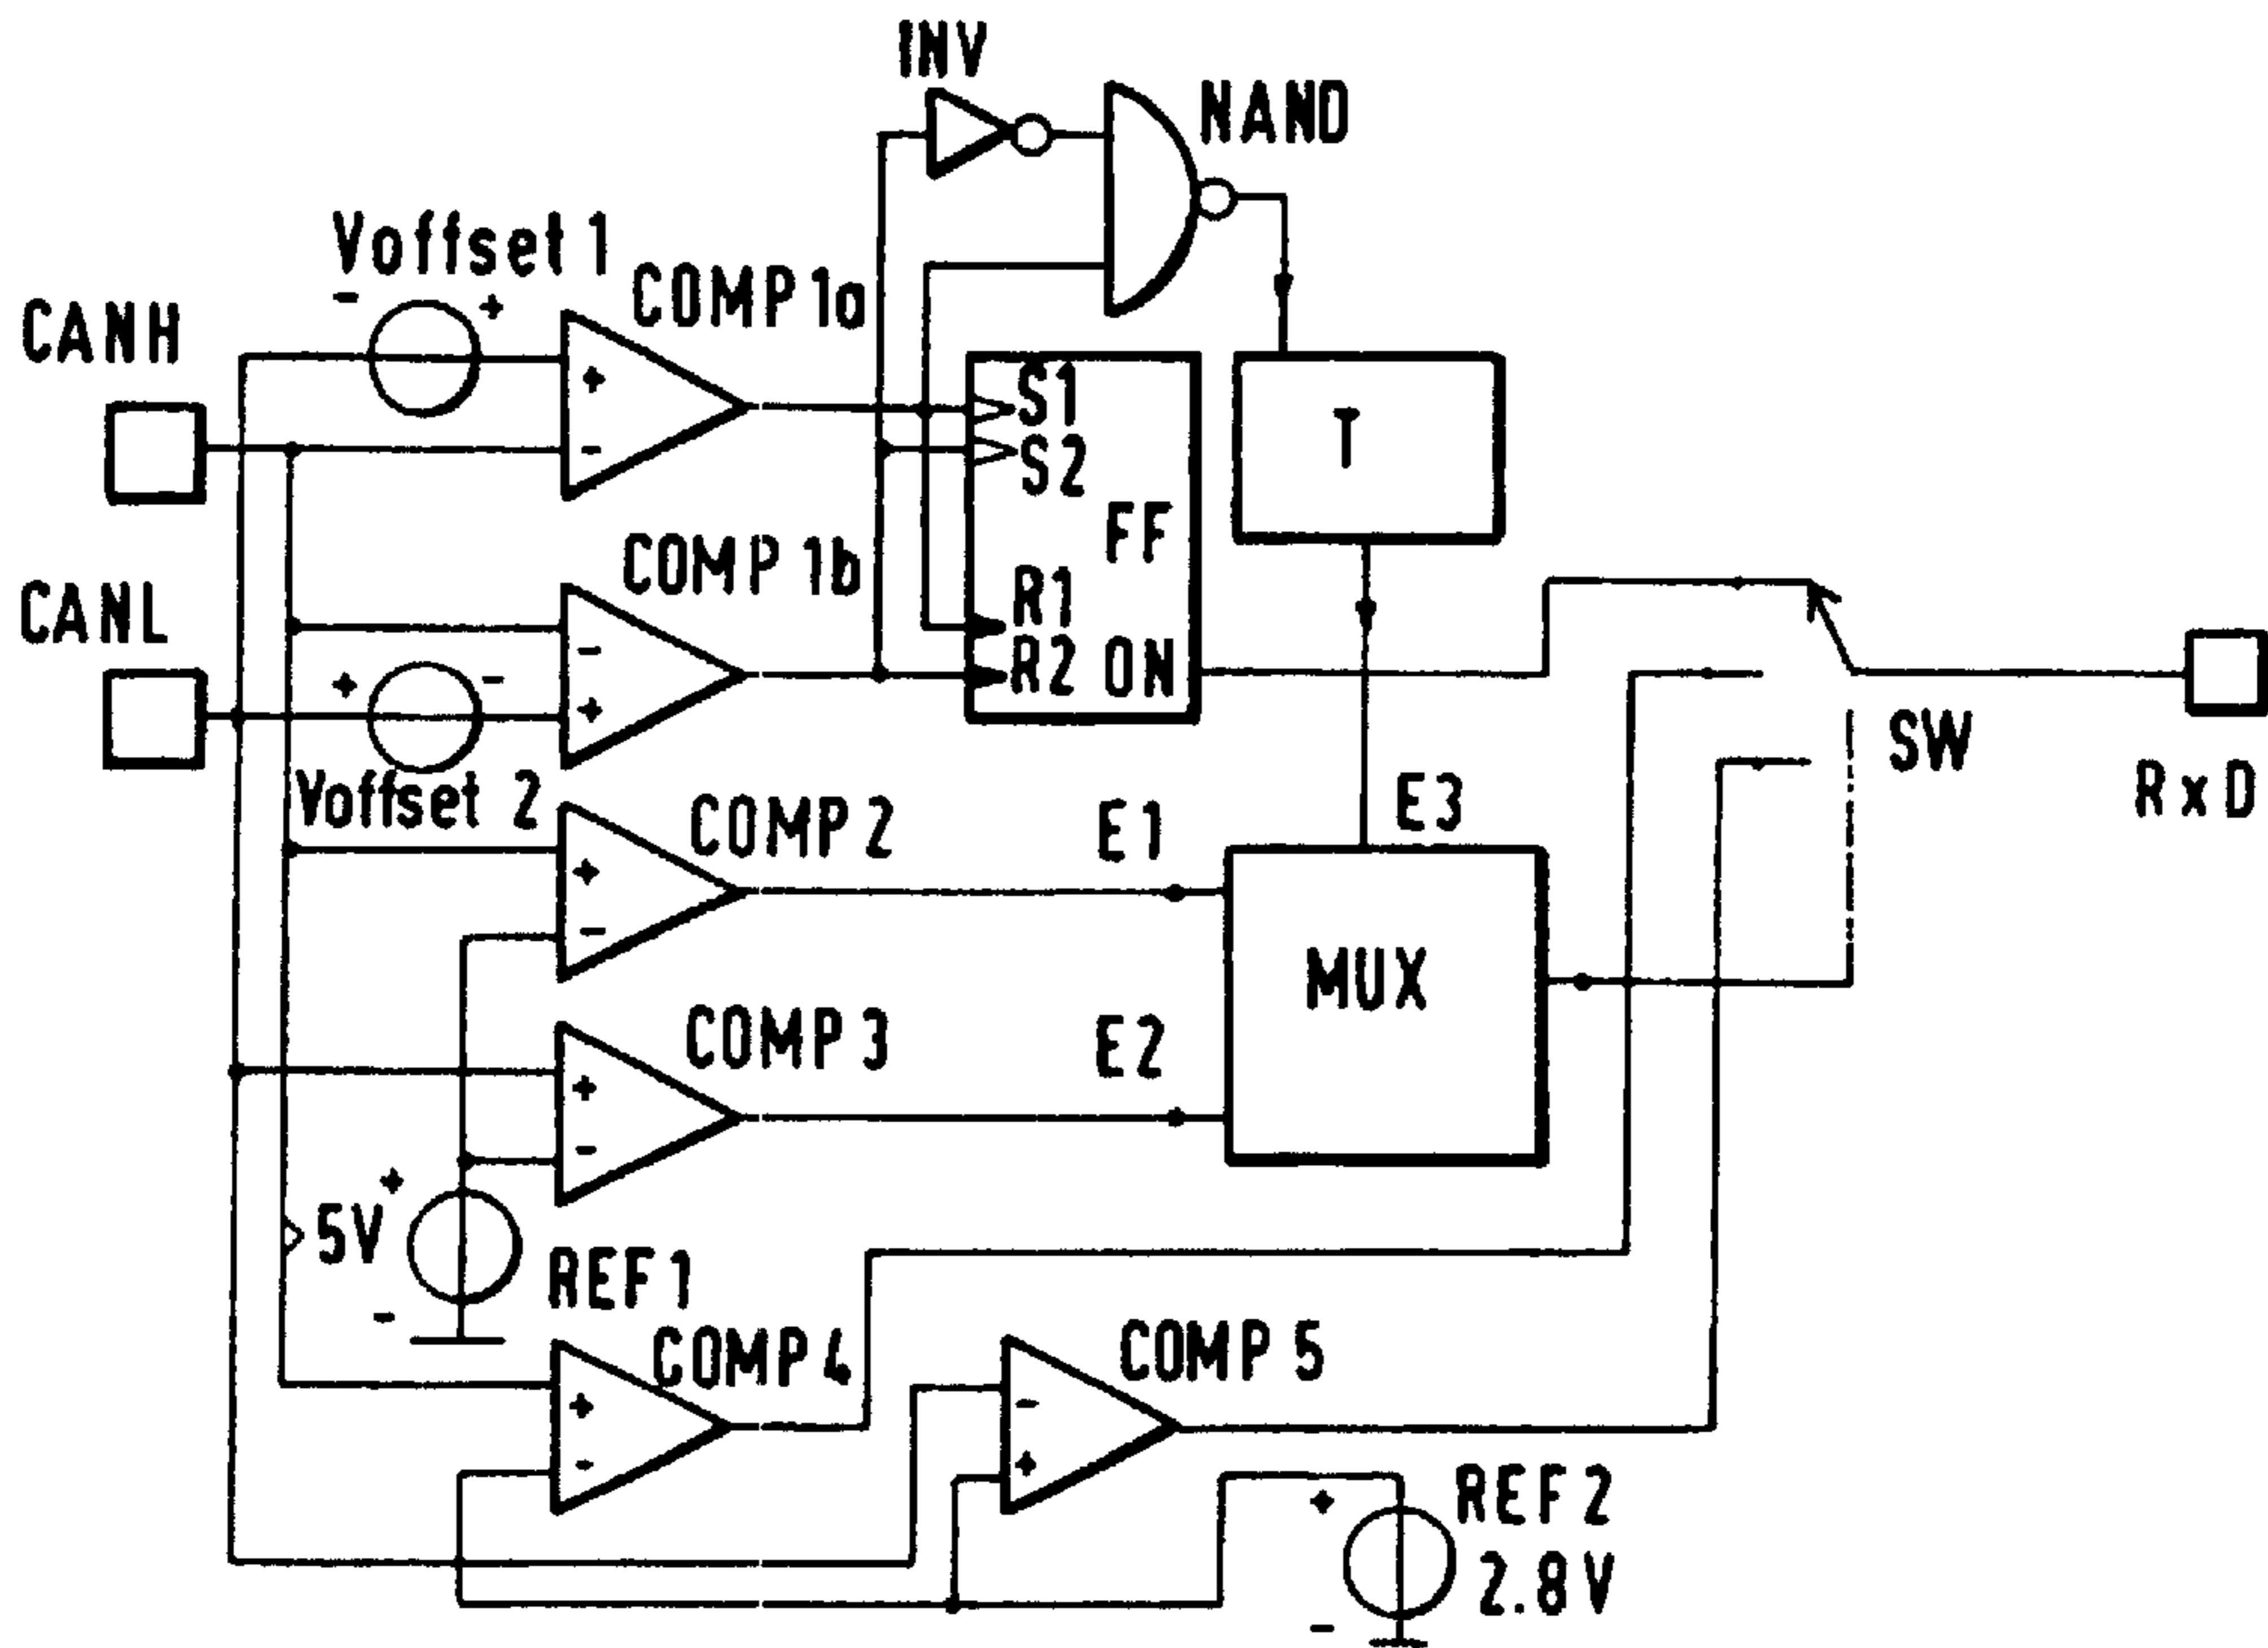 INV
NAND
Voffset 1
- +
COMP 1a
CANH
+
-
S1
S2
T
FF
COMP 1b
CANL
R1
R2 ON
-
+
+ -
SW
RxD
Voffset 2
COMP 2
E1
E3
+
-
MUX
COMP 3
E2
+
-
+
5V
-
REF 1
COMP 4
COMP 5
+
-
-
+
REF 2
+
2.8V
-